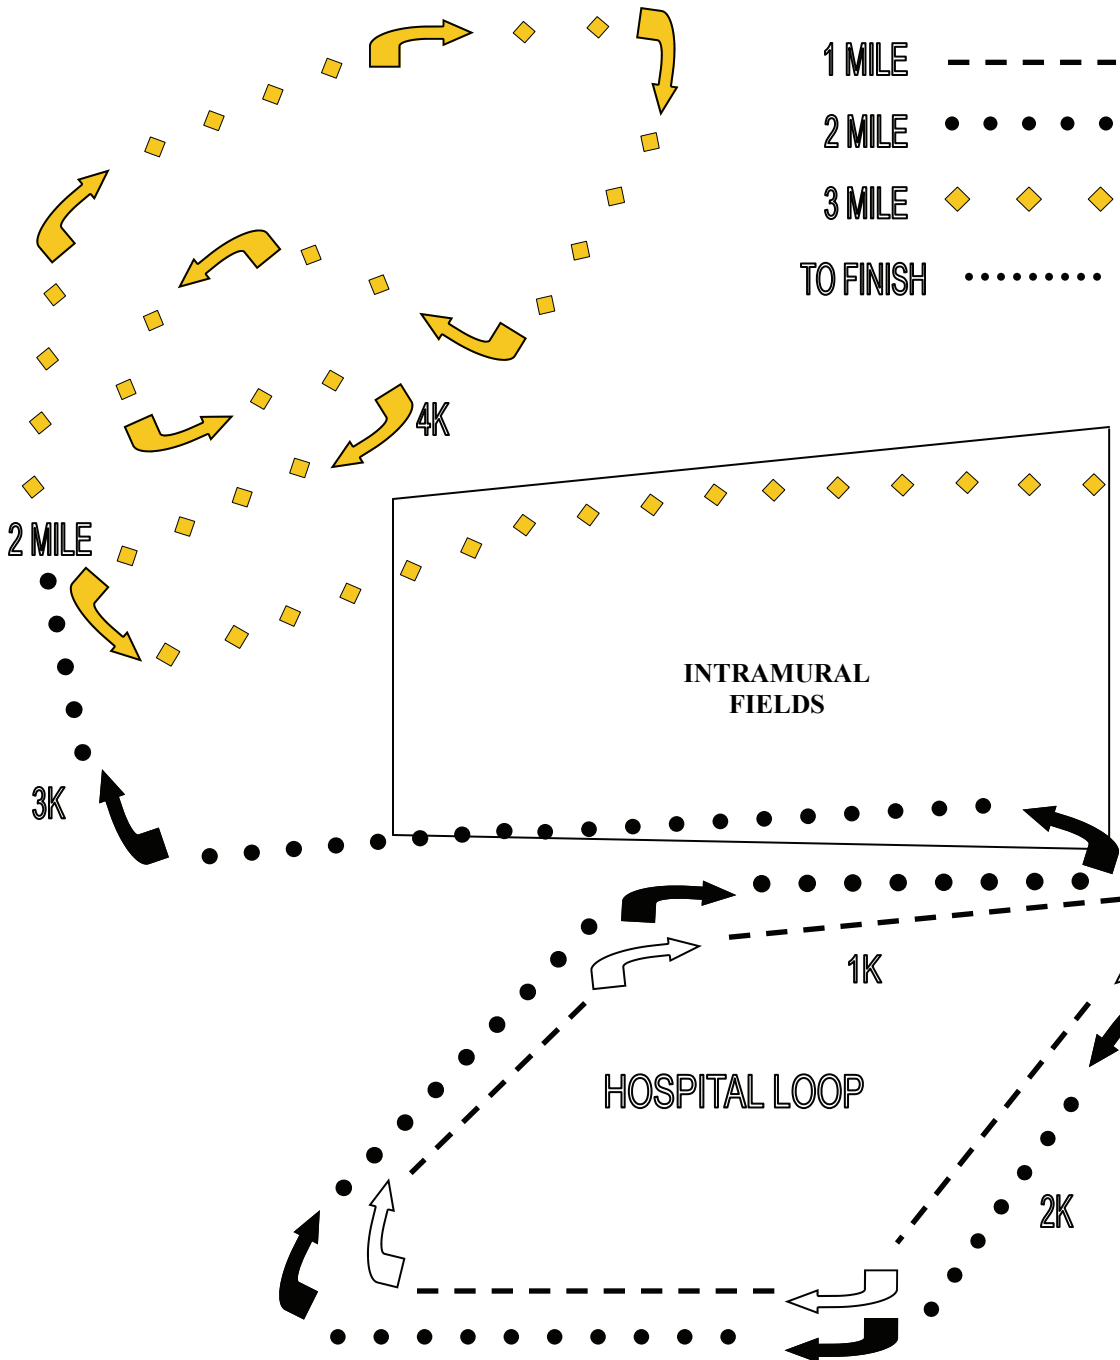 1 MILE
2 MILE
3 MILE
TO FINISH
4K
2 MILE
INTRAMURAL
FIELDS
3K
1K
HOSPITAL LOOP
2K